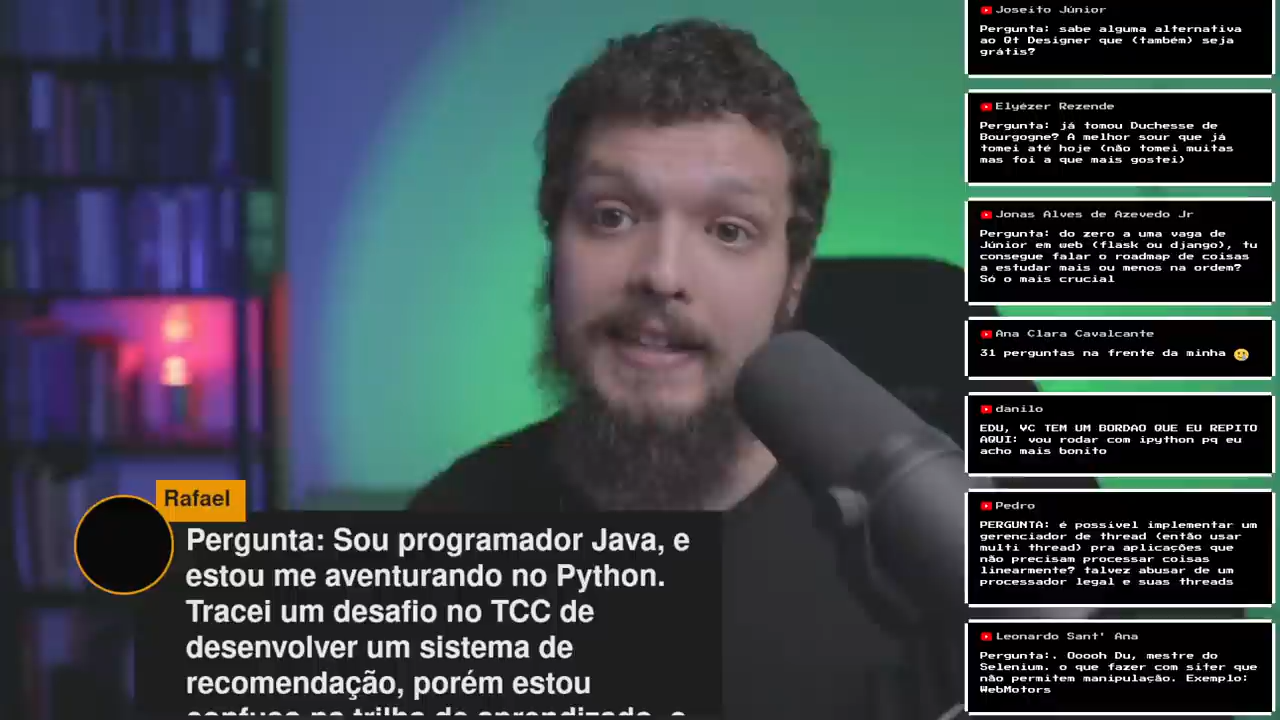 Joseito Júnior
Pergunta: sabe alguma alternativa
ao Qt Designer que (também) seja
grátis?
Elyézer Rezende
Pergunta: já tomou Duchesse de
Bourgogne? A melhor sour que já
tomei até hoje (não tomei muitas
mas foi a que mais gostei)
Jonas Alves de Azevedo Jr
Pergunta: do zero a uma vaga de
Júnior em web (flask ou django), tu
consegue falar o roadmap de coisas
a estudar mais ou menos na ordem?
Só o mais crucial
Ana Clara Cavalcante
31 perguntas na frente da minha
danilo
EDU, VC TEM UM BORDAO QUE EU REPITO
AQUI: vou rodar com ipython pq eu
acho mais bonito
Pedro
PERGUNTA: é possivel implementar um
gerenciador de thread (então usar
multi thread) pra aplicações que
não precisam processar coisas
linearmente? talvez abusar de um
processador legal e suas threads
Leonardo Sant' Ana
Pergunta:. Ooooh Du, mestre do
Selenium. o que fazer com siter que
não permitem manipulação. Exemplo:
WebMotors
Rafael
Pergunta: Sou programador Java, e
estou me aventurando no Python.
Tracei um desafio no TCC de
desenvolver um sistema de
recomendação, porém estou